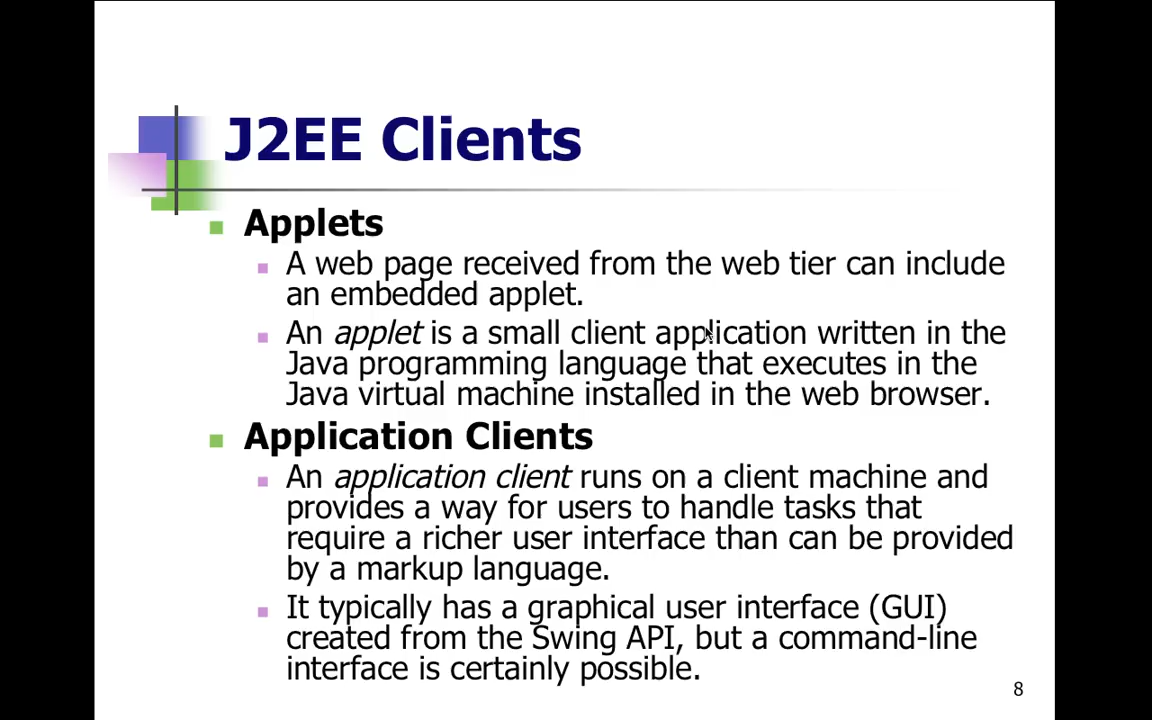 J2EE Clients
Applets
A web page received from the web tier can include
an embedded applet.
An applet is a small client application written in the
Java programming language that executes in the
Java virtual machine installed in the web browser.
Application Clients
An application client runs on a client machine and
provides a way for users to handle tasks that
require a richer user interface than can be provided
by a markup language.
It typically has a graphical user interface (GUI)
created from the Swing API, but a command-line
interface is certainly possible.
8